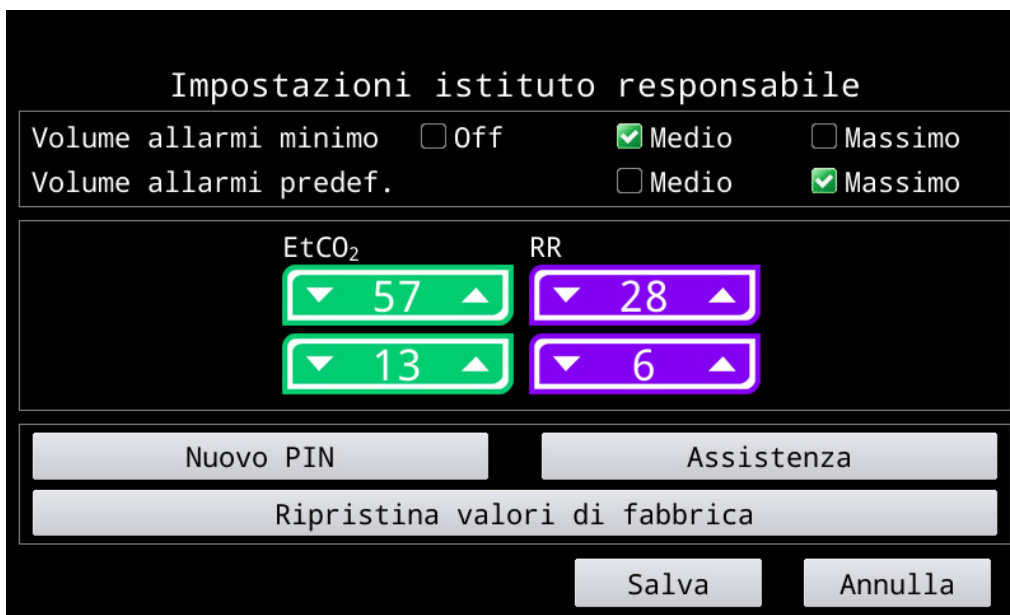 Impostazioni istituto responsabile
Volume allarmi minimo Off Medio Massimo
Volume allarmi predef. Medio Massimo
EtCO₂ RR
57 28
13 6
Nuovo PIN Assistenza
Ripristina valori di fabbrica
Salva Annulla